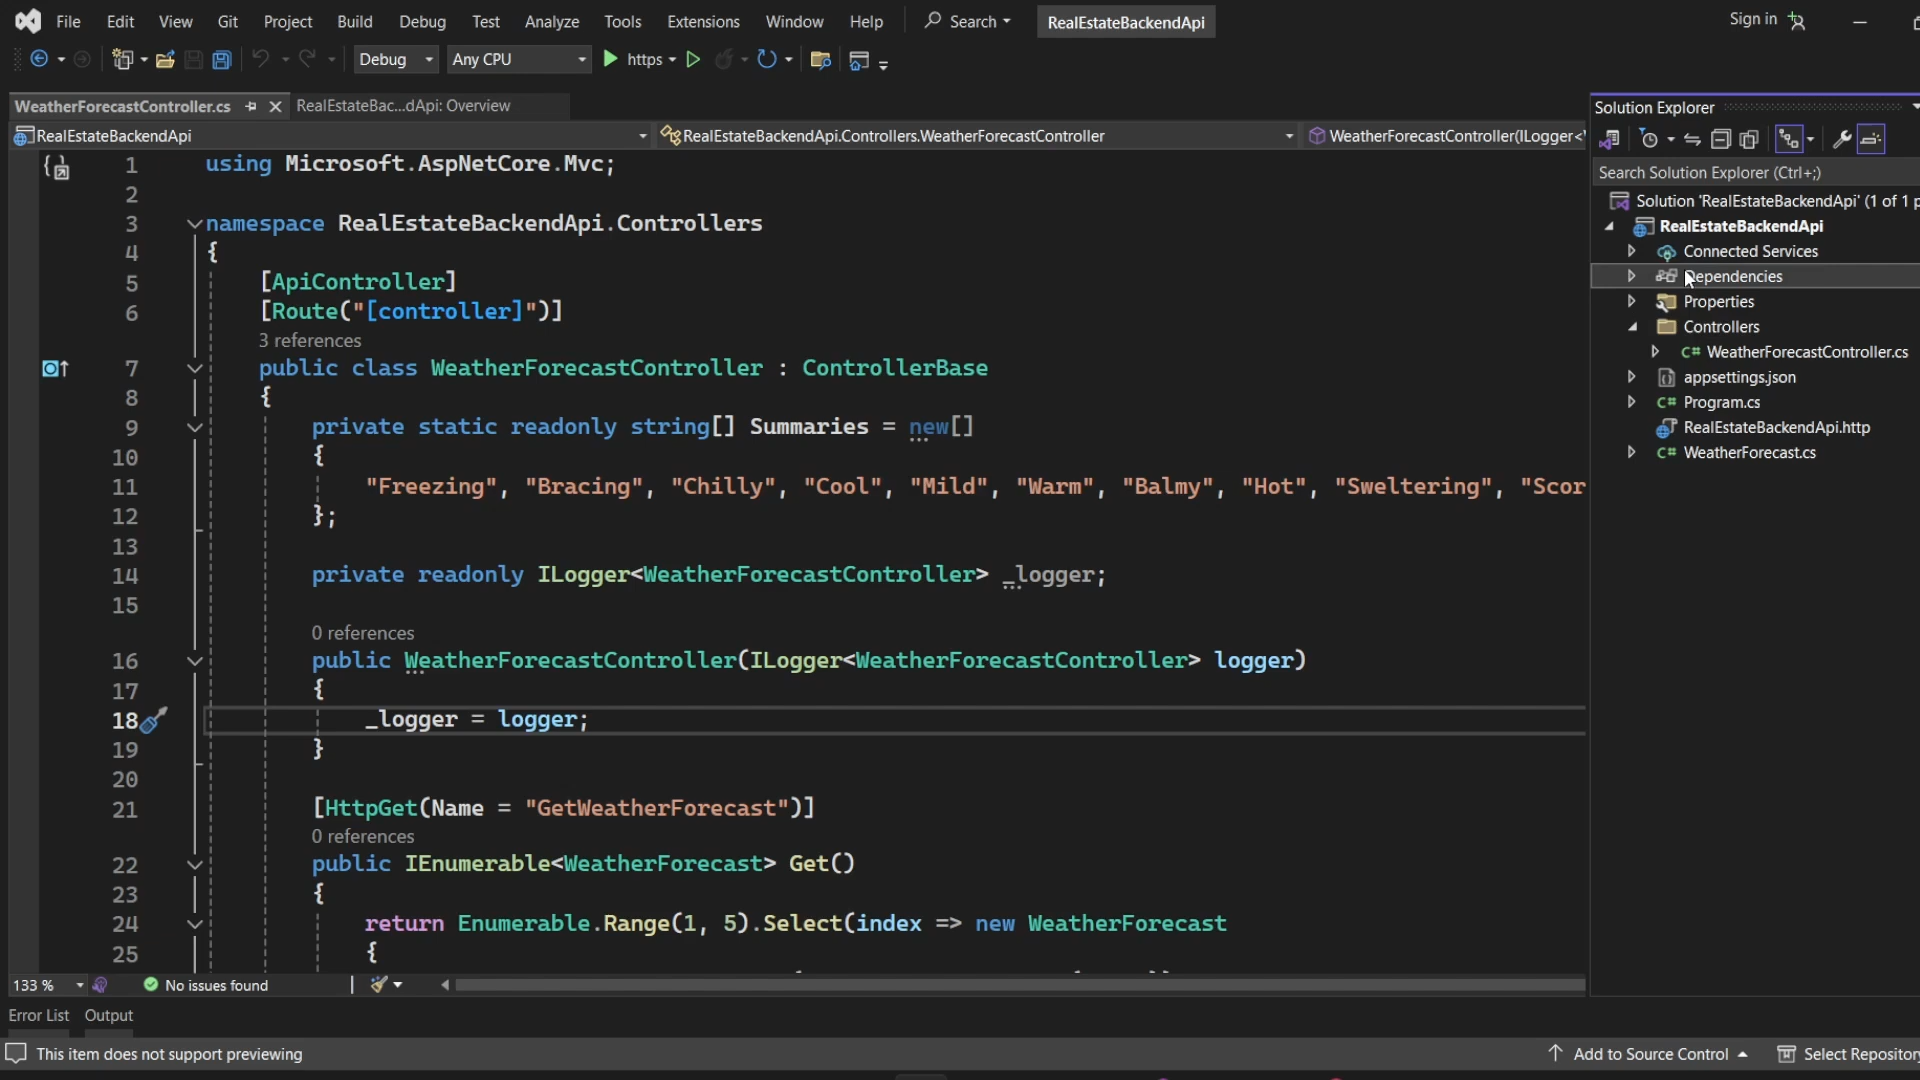 File Edit View Git Project Build Debug Test Analyze Tools Extensions Window Help Search RealEstateBackendApi Sign in
Debug Any CPU https
WeatherForecastController.cs RealEstateBac...dApi: Overview
RealEstateBackendApi RealEstateBackendApi.Controllers.WeatherForecastController WeatherForecastController(ILogger<
1 using Microsoft.AspNetCore.Mvc;
2
3 namespace RealEstateBackendApi.Controllers
4 {
5 [ApiController]
6 [Route("[controller]")]
3 references
7 public class WeatherForecastController : ControllerBase
8 {
9 private static readonly string[] Summaries = new[]
10 {
11 "Freezing", "Bracing", "Chilly", "Cool", "Mild", "Warm", "Balmy", "Hot", "Sweltering", "Scor
12 };
13
14 private readonly ILogger<WeatherForecastController> _logger;
15
0 references
16 public WeatherForecastController(ILogger<WeatherForecastController> logger)
17 {
18 _logger = logger;
19 }
20
21 [HttpGet(Name = "GetWeatherForecast")]
0 references
22 public IEnumerable<WeatherForecast> Get()
23 {
24 return Enumerable.Range(1, 5).Select(index => new WeatherForecast
25 {
133 % No issues found
Error List Output
This item does not support previewing Add to Source Control Select Repository
Solution Explorer
Search Solution Explorer (Ctrl+;)
Solution 'RealEstateBackendApi' (1 of 1 p
RealEstateBackendApi
Connected Services
Dependencies
Properties
Controllers
C# WeatherForecastController.cs
appsettings.json
C# Program.cs
RealEstateBackendApi.http
C# WeatherForecast.cs